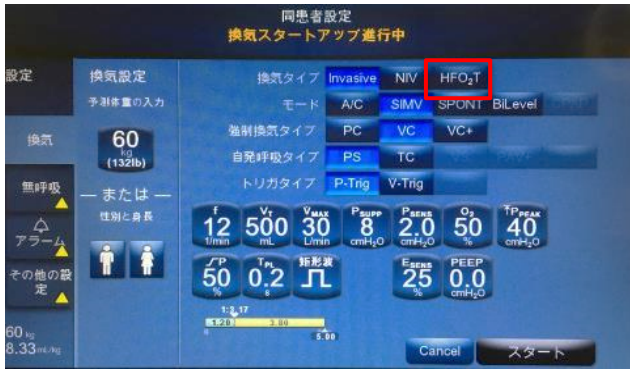 同患者設定
換気スタートアップ進行中
設定
換気設定
換気タイプ Invasive NIV HFO₂T
予測体重の入力
モード A/C SIMV SPONT BiLevel
換気
60
kg
(132lb)
強制換気タイプ PC VC VC+
自発呼吸タイプ PS TC
無呼吸
— または —
トリガタイプ P-Trig V-Trig
性別と身長
アラーム
f VT VMAX PSUPP PSENS O₂ ↑PPEAK
12 500 30 8 2.0 50 40
1/min mL L/min cmH₂O cmH₂O % cmH₂O
その他の設定
P TPL 矩形波 ESENS PEEP
50 0.2 25 0.0
% s % cmH₂O
1:3.17
1.20 3.80
0 5.00
60 kg
8.33 mL/kg
Cancel スタート